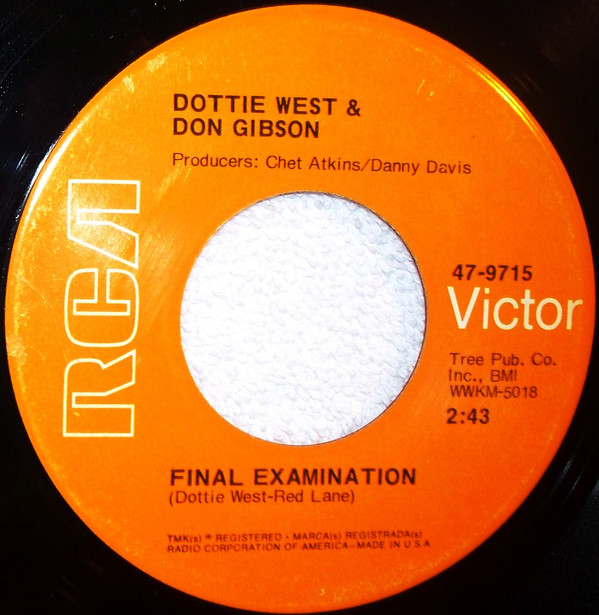 DOTTIE WEST &
DON GIBSON
Producers: Chet Atkins/Danny Davis
RCA
47-9715
Victor
Tree Pub. Co.
Inc., BMI
WWKM-5018
2:43
FINAL EXAMINATION
(Dottie West-Red Lane)
TMK(s) ® REGISTERED • MARCA(s) REGISTRADA(s)
RADIO CORPORATION OF AMERICA—MADE IN U.S.A